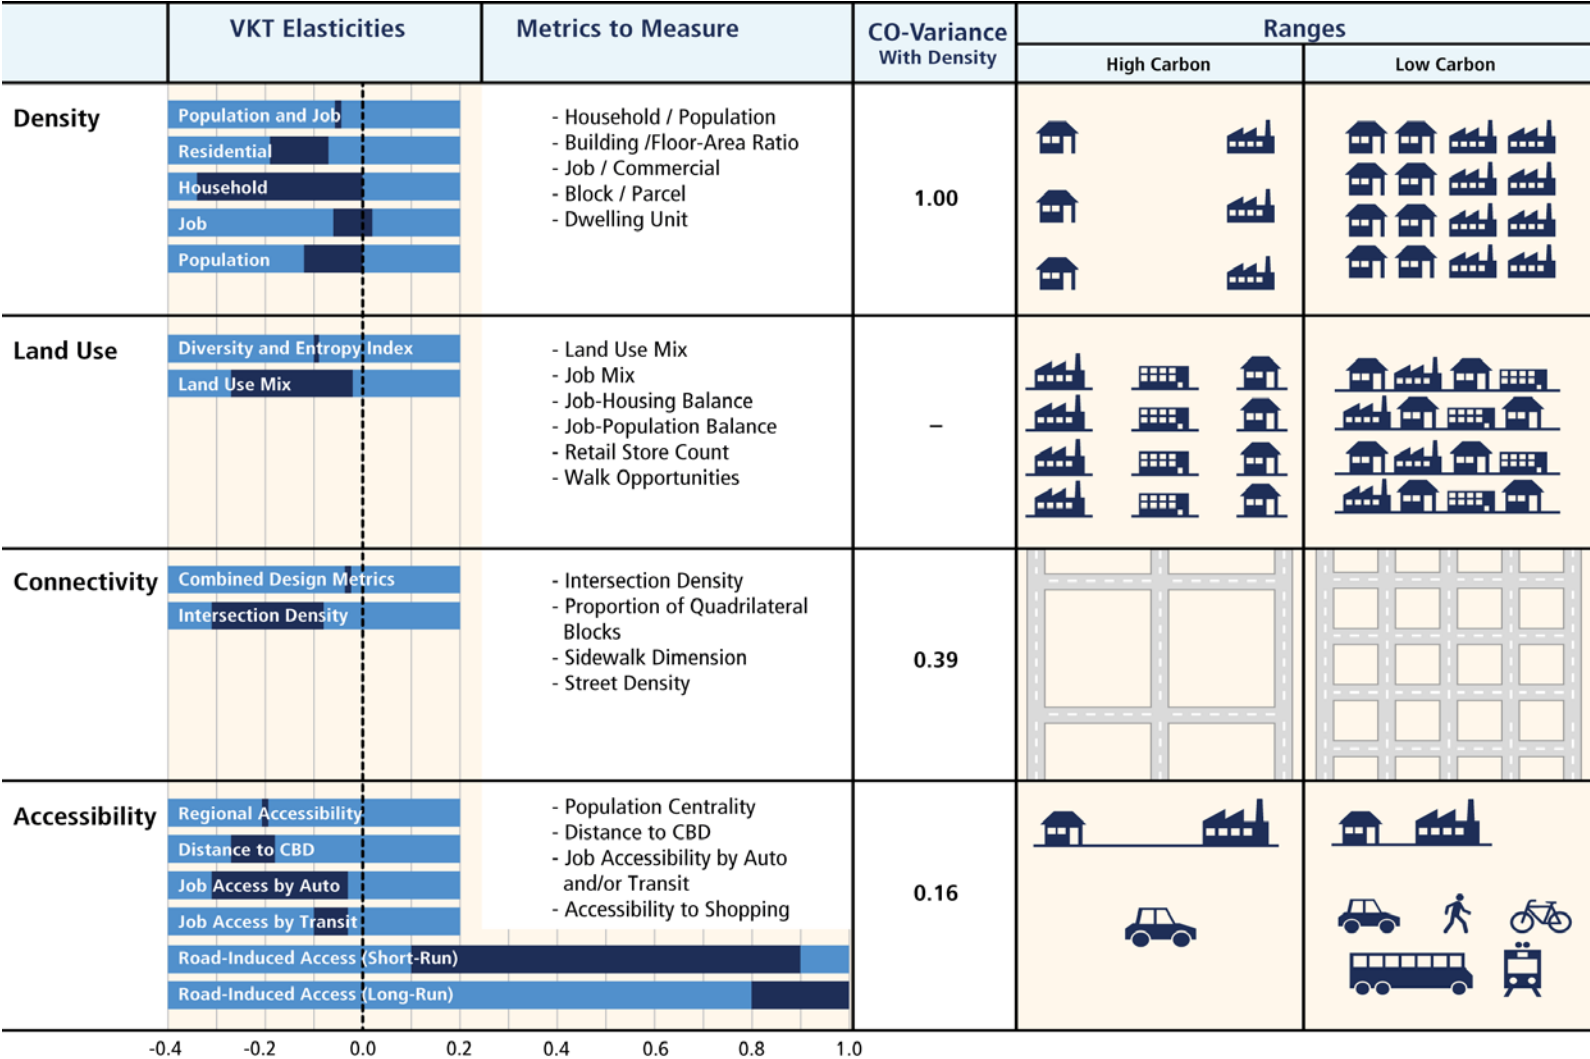 VKT Elasticities
Metrics to Measure
CO-Variance
With Density
Ranges
High Carbon
Low Carbon
Density
Population and Job
Residential
Household
Job
Population
- Household / Population
- Building /Floor-Area Ratio
- Job / Commercial
- Block / Parcel
- Dwelling Unit
1.00
Land Use
Diversity and Entropy Index
Land Use Mix
- Land Use Mix
- Job Mix
- Job-Housing Balance
- Job-Population Balance
- Retail Store Count
- Walk Opportunities
–
Connectivity
Combined Design Metrics
Intersection Density
- Intersection Density
- Proportion of Quadrilateral
Blocks
- Sidewalk Dimension
- Street Density
0.39
Accessibility
Regional Accessibility
Distance to CBD
Job Access by Auto
Job Access by Transit
Road-Induced Access (Short-Run)
Road-Induced Access (Long-Run)
- Population Centrality
- Distance to CBD
- Job Accessibility by Auto
and/or Transit
- Accessibility to Shopping
0.16
-0.4 -0.2 0.0 0.2 0.4 0.6 0.8 1.0